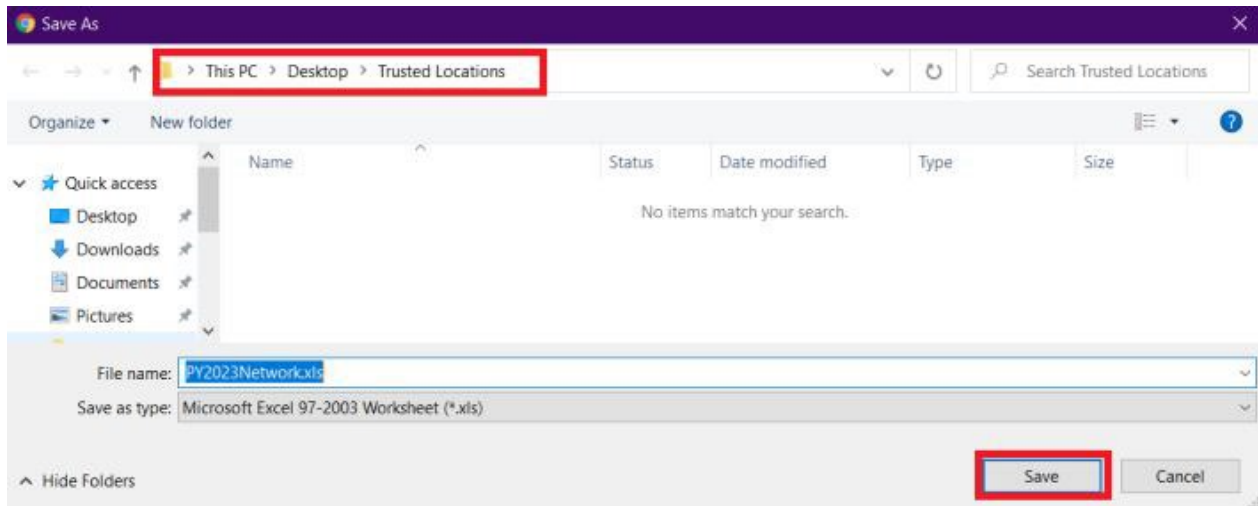 Save As
> This PC > Desktop > Trusted Locations
Search Trusted Locations
Organize New folder
?
Name Status Date modified Type Size
Quick access
No items match your search.
Desktop
Downloads
Documents
Pictures
File name: PY2023Network.xls
Save as type: Microsoft Excel 97-2003 Worksheet (*.xls)
Hide Folders
Save Cancel